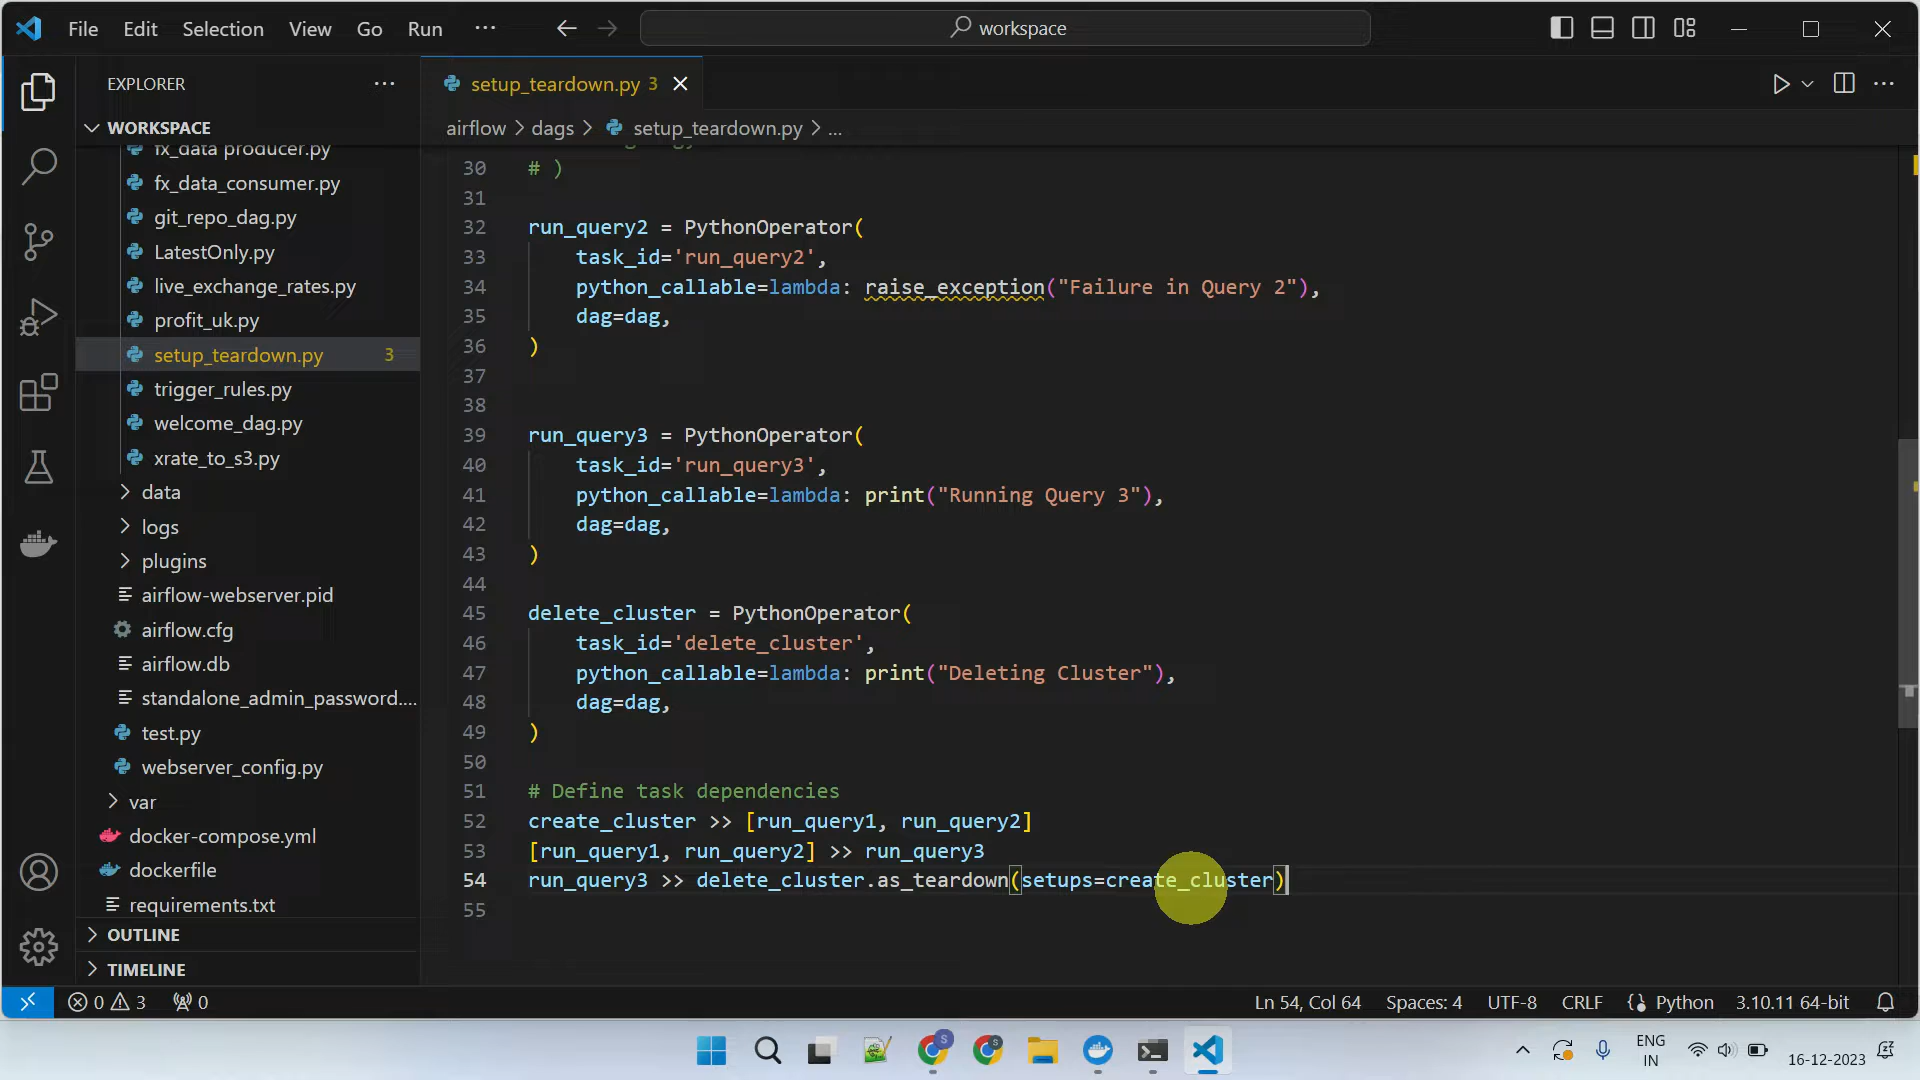 File Edit Selection View Go Run ···
workspace
EXPLORER ···
WORKSPACE
fx_data producer.py
fx_data_consumer.py
git_repo_dag.py
LatestOnly.py
live_exchange_rates.py
profit_uk.py
setup_teardown.py 3
trigger_rules.py
welcome_dag.py
xrate_to_s3.py
data
logs
plugins
airflow-webserver.pid
airflow.cfg
airflow.db
standalone_admin_password....
test.py
webserver_config.py
var
docker-compose.yml
dockerfile
requirements.txt
OUTLINE
TIMELINE
setup_teardown.py 3
airflow > dags > setup_teardown.py > ...
30 # )
31
32 run_query2 = PythonOperator(
33     task_id='run_query2',
34     python_callable=lambda: raise_exception("Failure in Query 2"),
35     dag=dag,
36 )
37
38
39 run_query3 = PythonOperator(
40     task_id='run_query3',
41     python_callable=lambda: print("Running Query 3"),
42     dag=dag,
43 )
44
45 delete_cluster = PythonOperator(
46     task_id='delete_cluster',
47     python_callable=lambda: print("Deleting Cluster"),
48     dag=dag,
49 )
50
51 # Define task dependencies
52 create_cluster >> [run_query1, run_query2]
53 [run_query1, run_query2] >> run_query3
54 run_query3 >> delete_cluster.as_teardown(setups=create_cluster)
55
0 3 0 Ln 54, Col 64 Spaces: 4 UTF-8 CRLF Python 3.10.11 64-bit
S S ENG
IN
16-12-2023